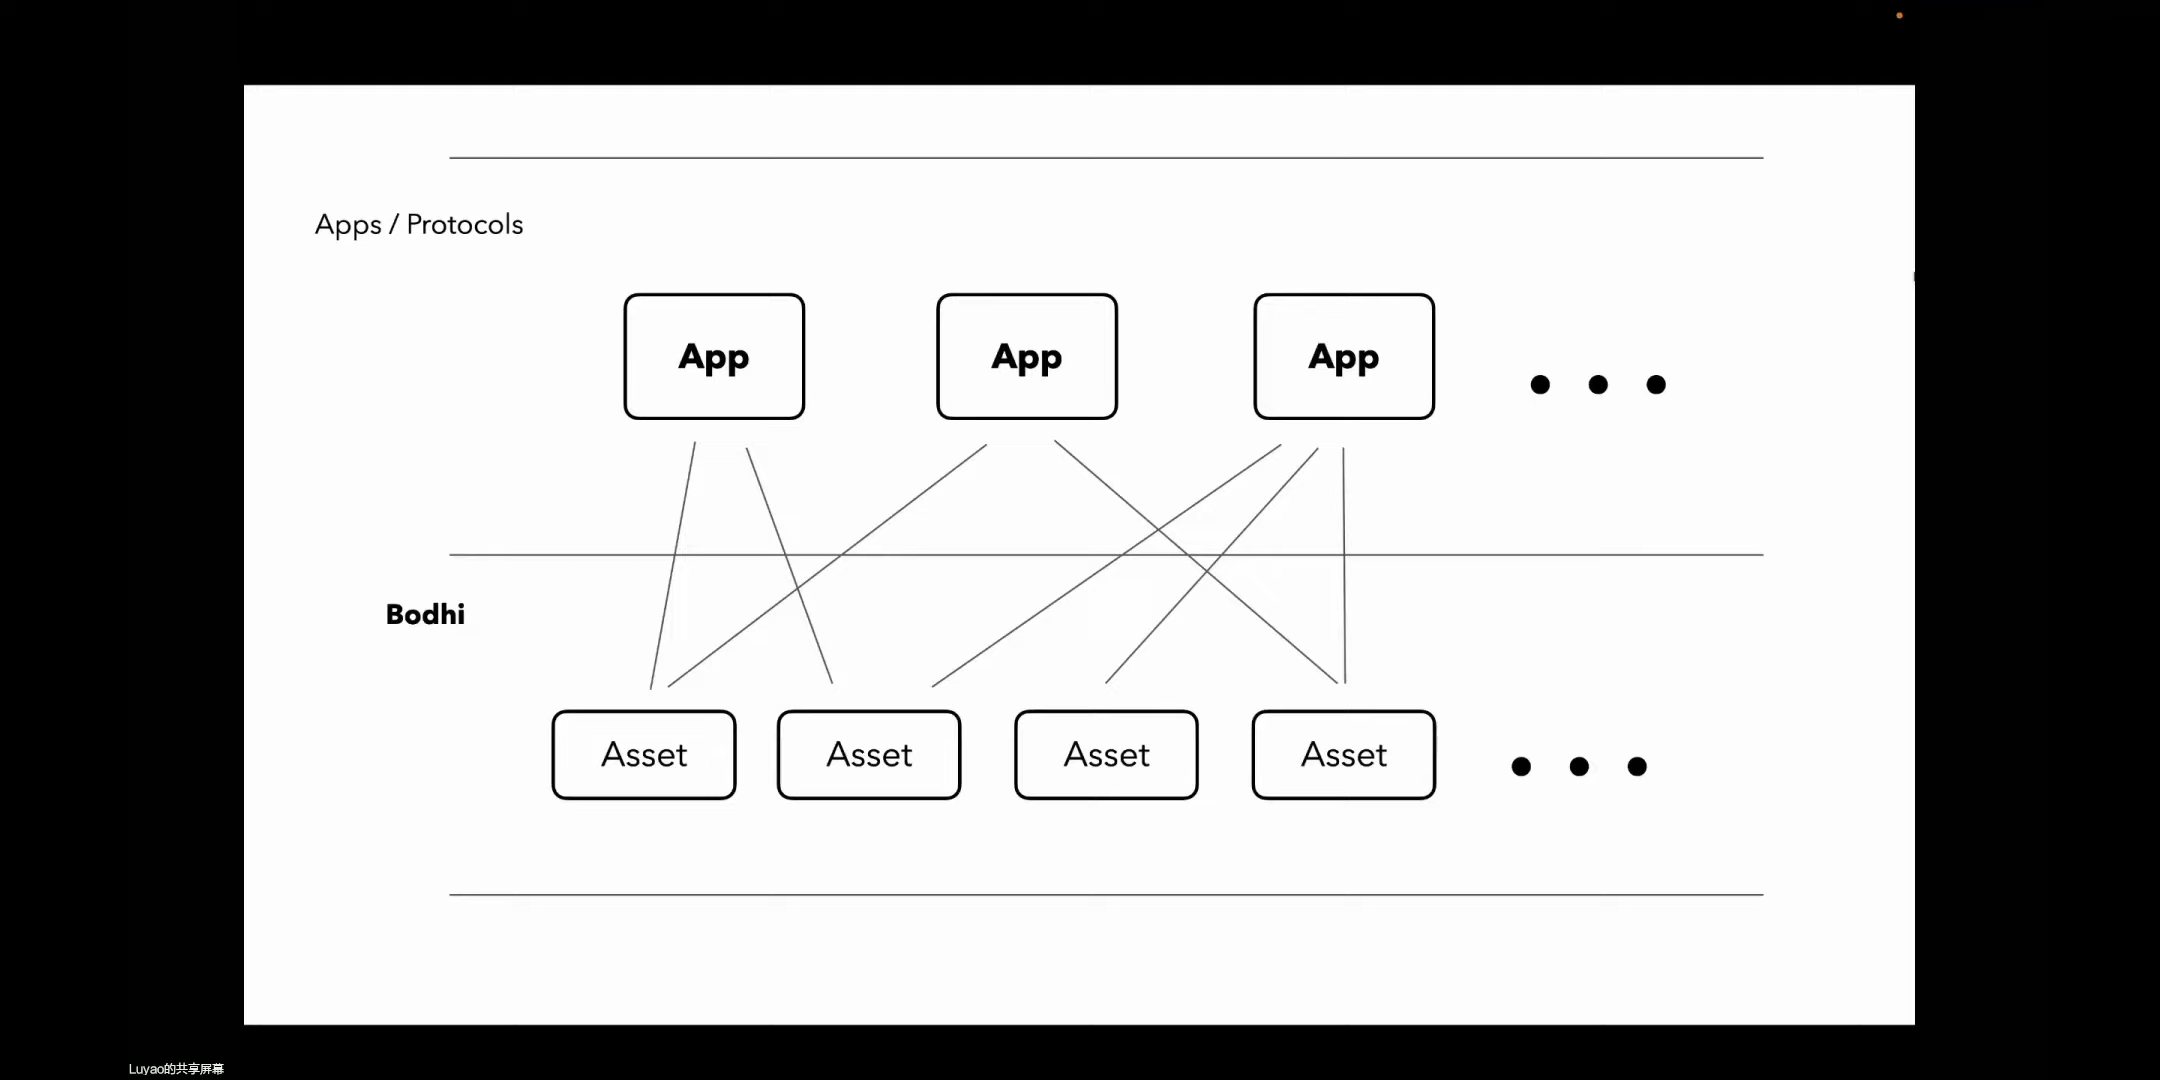 Apps / Protocols
App
App
App
Bodhi
Asset
Asset
Asset
Asset
Luyao的共享屏幕